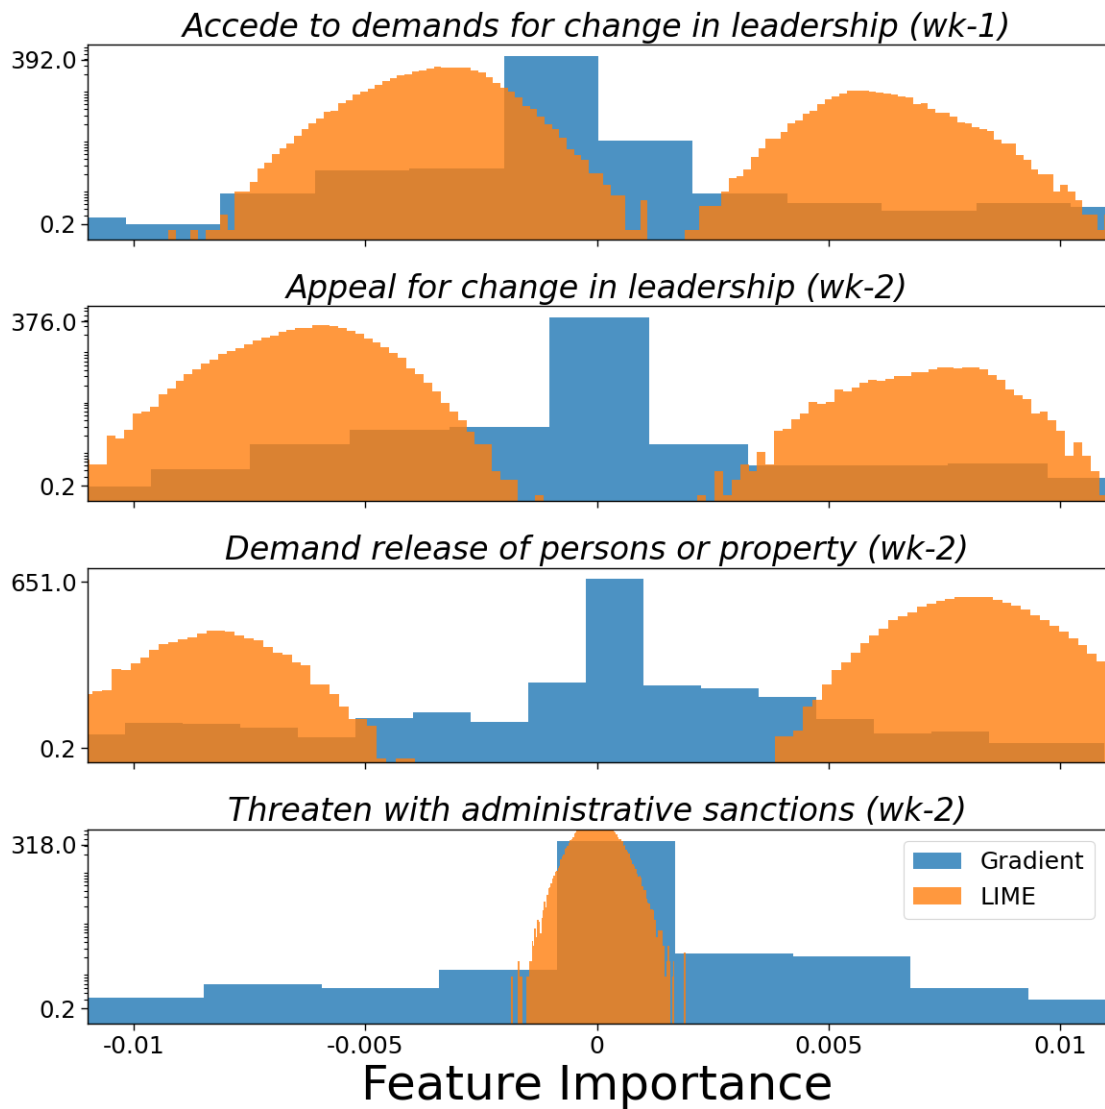 Accede to demands for change in leadership (wk-1)
392.0
0.2
Appeal for change in leadership (wk-2)
376.0
0.2
Demand release of persons or property (wk-2)
651.0
0.2
Threaten with administrative sanctions (wk-2)
318.0
Gradient
LIME
0.2
-0.01 -0.005 0 0.005 0.01
Feature Importance